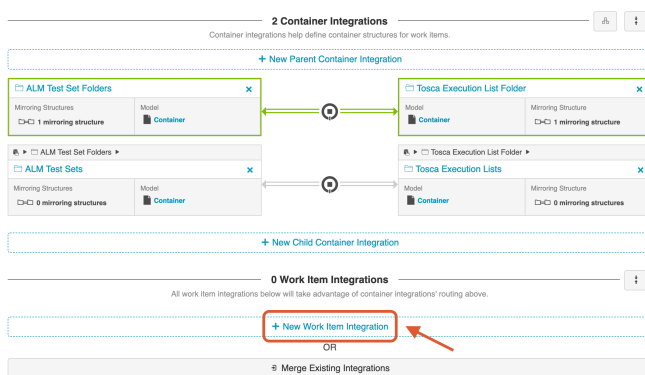 2 Container Integrations
Container integrations help define container structures for work items.
+ New Parent Container Integration
ALM Test Set Folders ×
Mirroring Structures Model
1 mirroring structure Container
Tosca Execution List Folder ×
Model Mirroring Structure
Container 1 mirroring structure
ALM Test Set Folders
ALM Test Sets ×
Mirroring Structures Model
0 mirroring structures Container
Tosca Execution List Folder
Tosca Execution Lists ×
Model Mirroring Structure
Container 0 mirroring structures
+ New Child Container Integration
0 Work Item Integrations
All work item integrations below will take advantage of container integrations' routing above.
+ New Work Item Integration
OR
Merge Existing Integrations